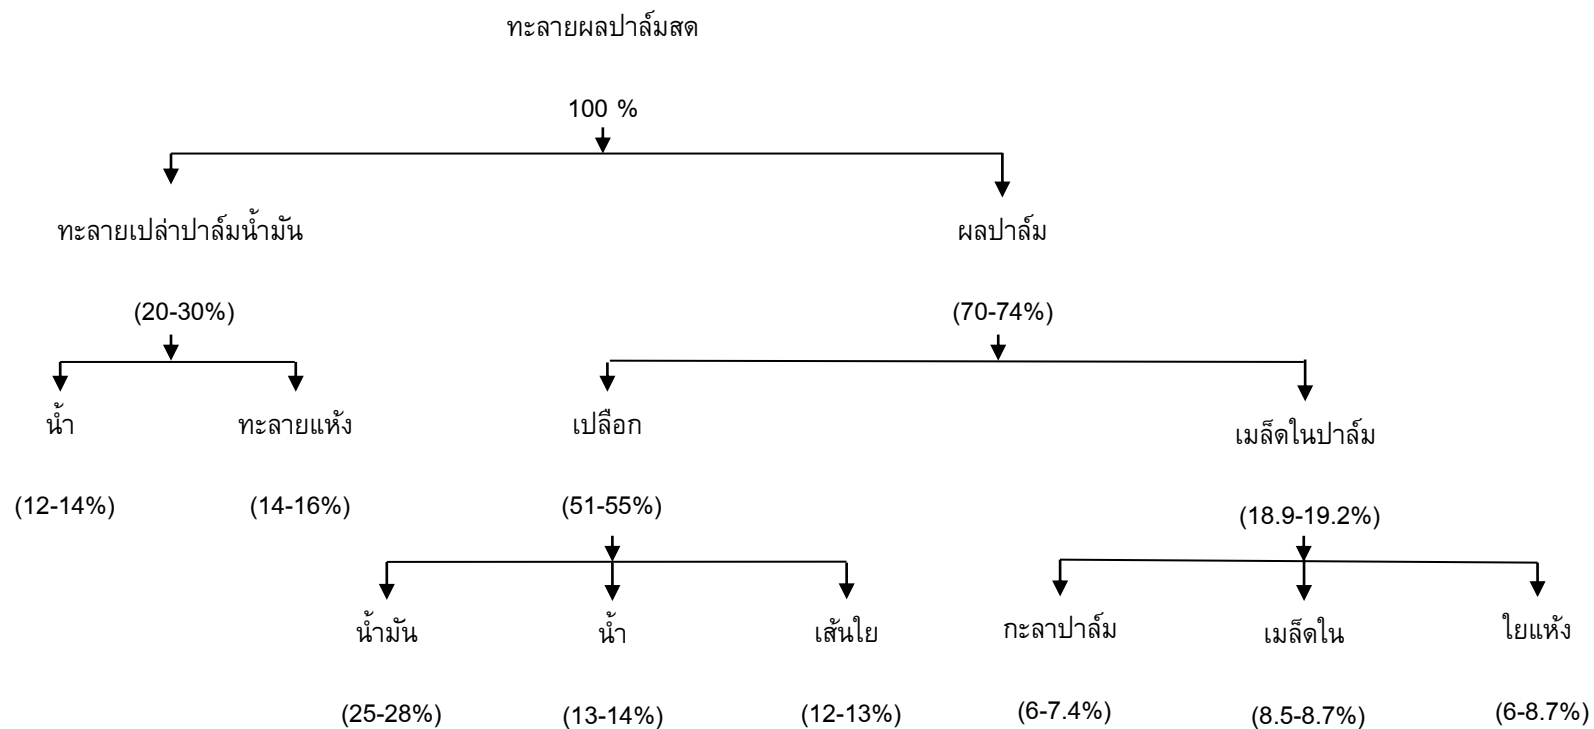 ทะลายผลปาล์มสด
100 %
ทะลายเปล่าปาล์มน้ำมัน
ผลปาล์ม
(20-30%)
(70-74%)
น้ำ
ทะลายแห้ง
เปลือก
เมล็ดในปาล์ม
(12-14%)
(14-16%)
(51-55%)
(18.9-19.2%)
น้ำมัน
น้ำ
เส้นใย
กะลาปาล์ม
เมล็ดใน
ใยแห้ง
(25-28%)
(13-14%)
(12-13%)
(6-7.4%)
(8.5-8.7%)
(6-8.7%)